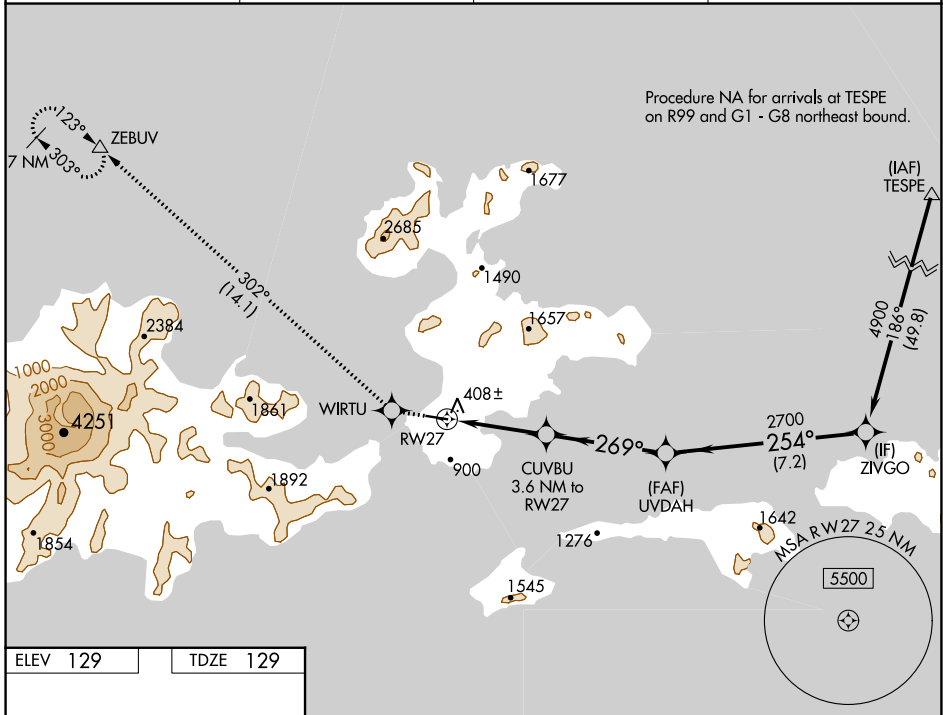 Procedure NA for arrivals at TESPE
on R99 and G1 - G8 northeast bound.
123°
ZEBUV
7 NM
303°
1677
(IAF)
TESPE
2685
1490
302°
(14.1)
4900
186°
(49.8)
2384
1657
1000
2000
3000
4251
1861
WIRTU
408±
RW27
2700
269°
254°
(7.2)
(IF)
ZIVGO
900
CUVBU
3.6 NM to
RW27
(FAF)
UVDAH
1892
1854
1276
1642
MSA RW27 25 NM
5500
1545
ELEV 129
TDZE 129